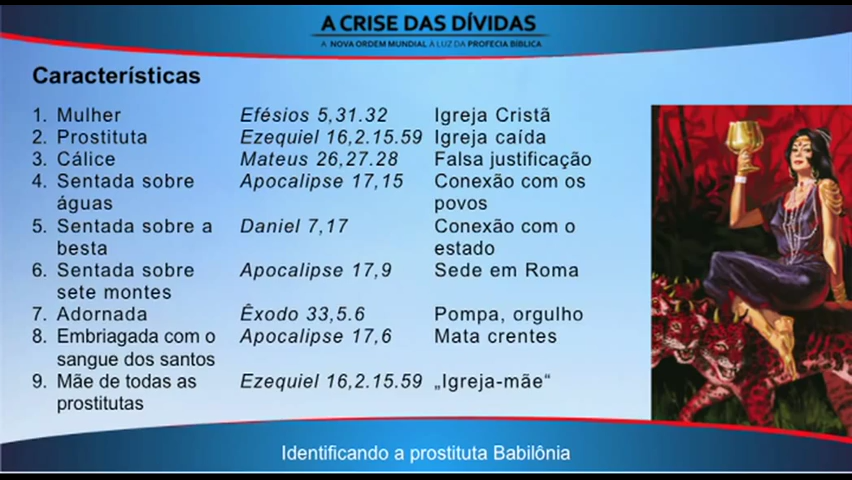 A CRISE DAS DÍVIDAS
A NOVA ORDEM MUNDIAL À LUZ DA PROFECIA BÍBLICA
Características
1. Mulher Efésios 5,31.32 Igreja Cristã
2. Prostituta Ezequiel 16,2.15.59 Igreja caída
3. Cálice Mateus 26,27.28 Falsa justificação
4. Sentada sobre Apocalipse 17,15 Conexão com os
águas povos
5. Sentada sobre a Daniel 7,17 Conexão com o
besta estado
6. Sentada sobre Apocalipse 17,9 Sede em Roma
sete montes
7. Adornada Êxodo 33,5.6 Pompa, orgulho
8. Embriagada com o Apocalipse 17,6 Mata crentes
sangue dos santos
9. Mãe de todas as Ezequiel 16,2.15.59 „Igreja-mãe“
prostitutas
Identificando a prostituta Babilônia